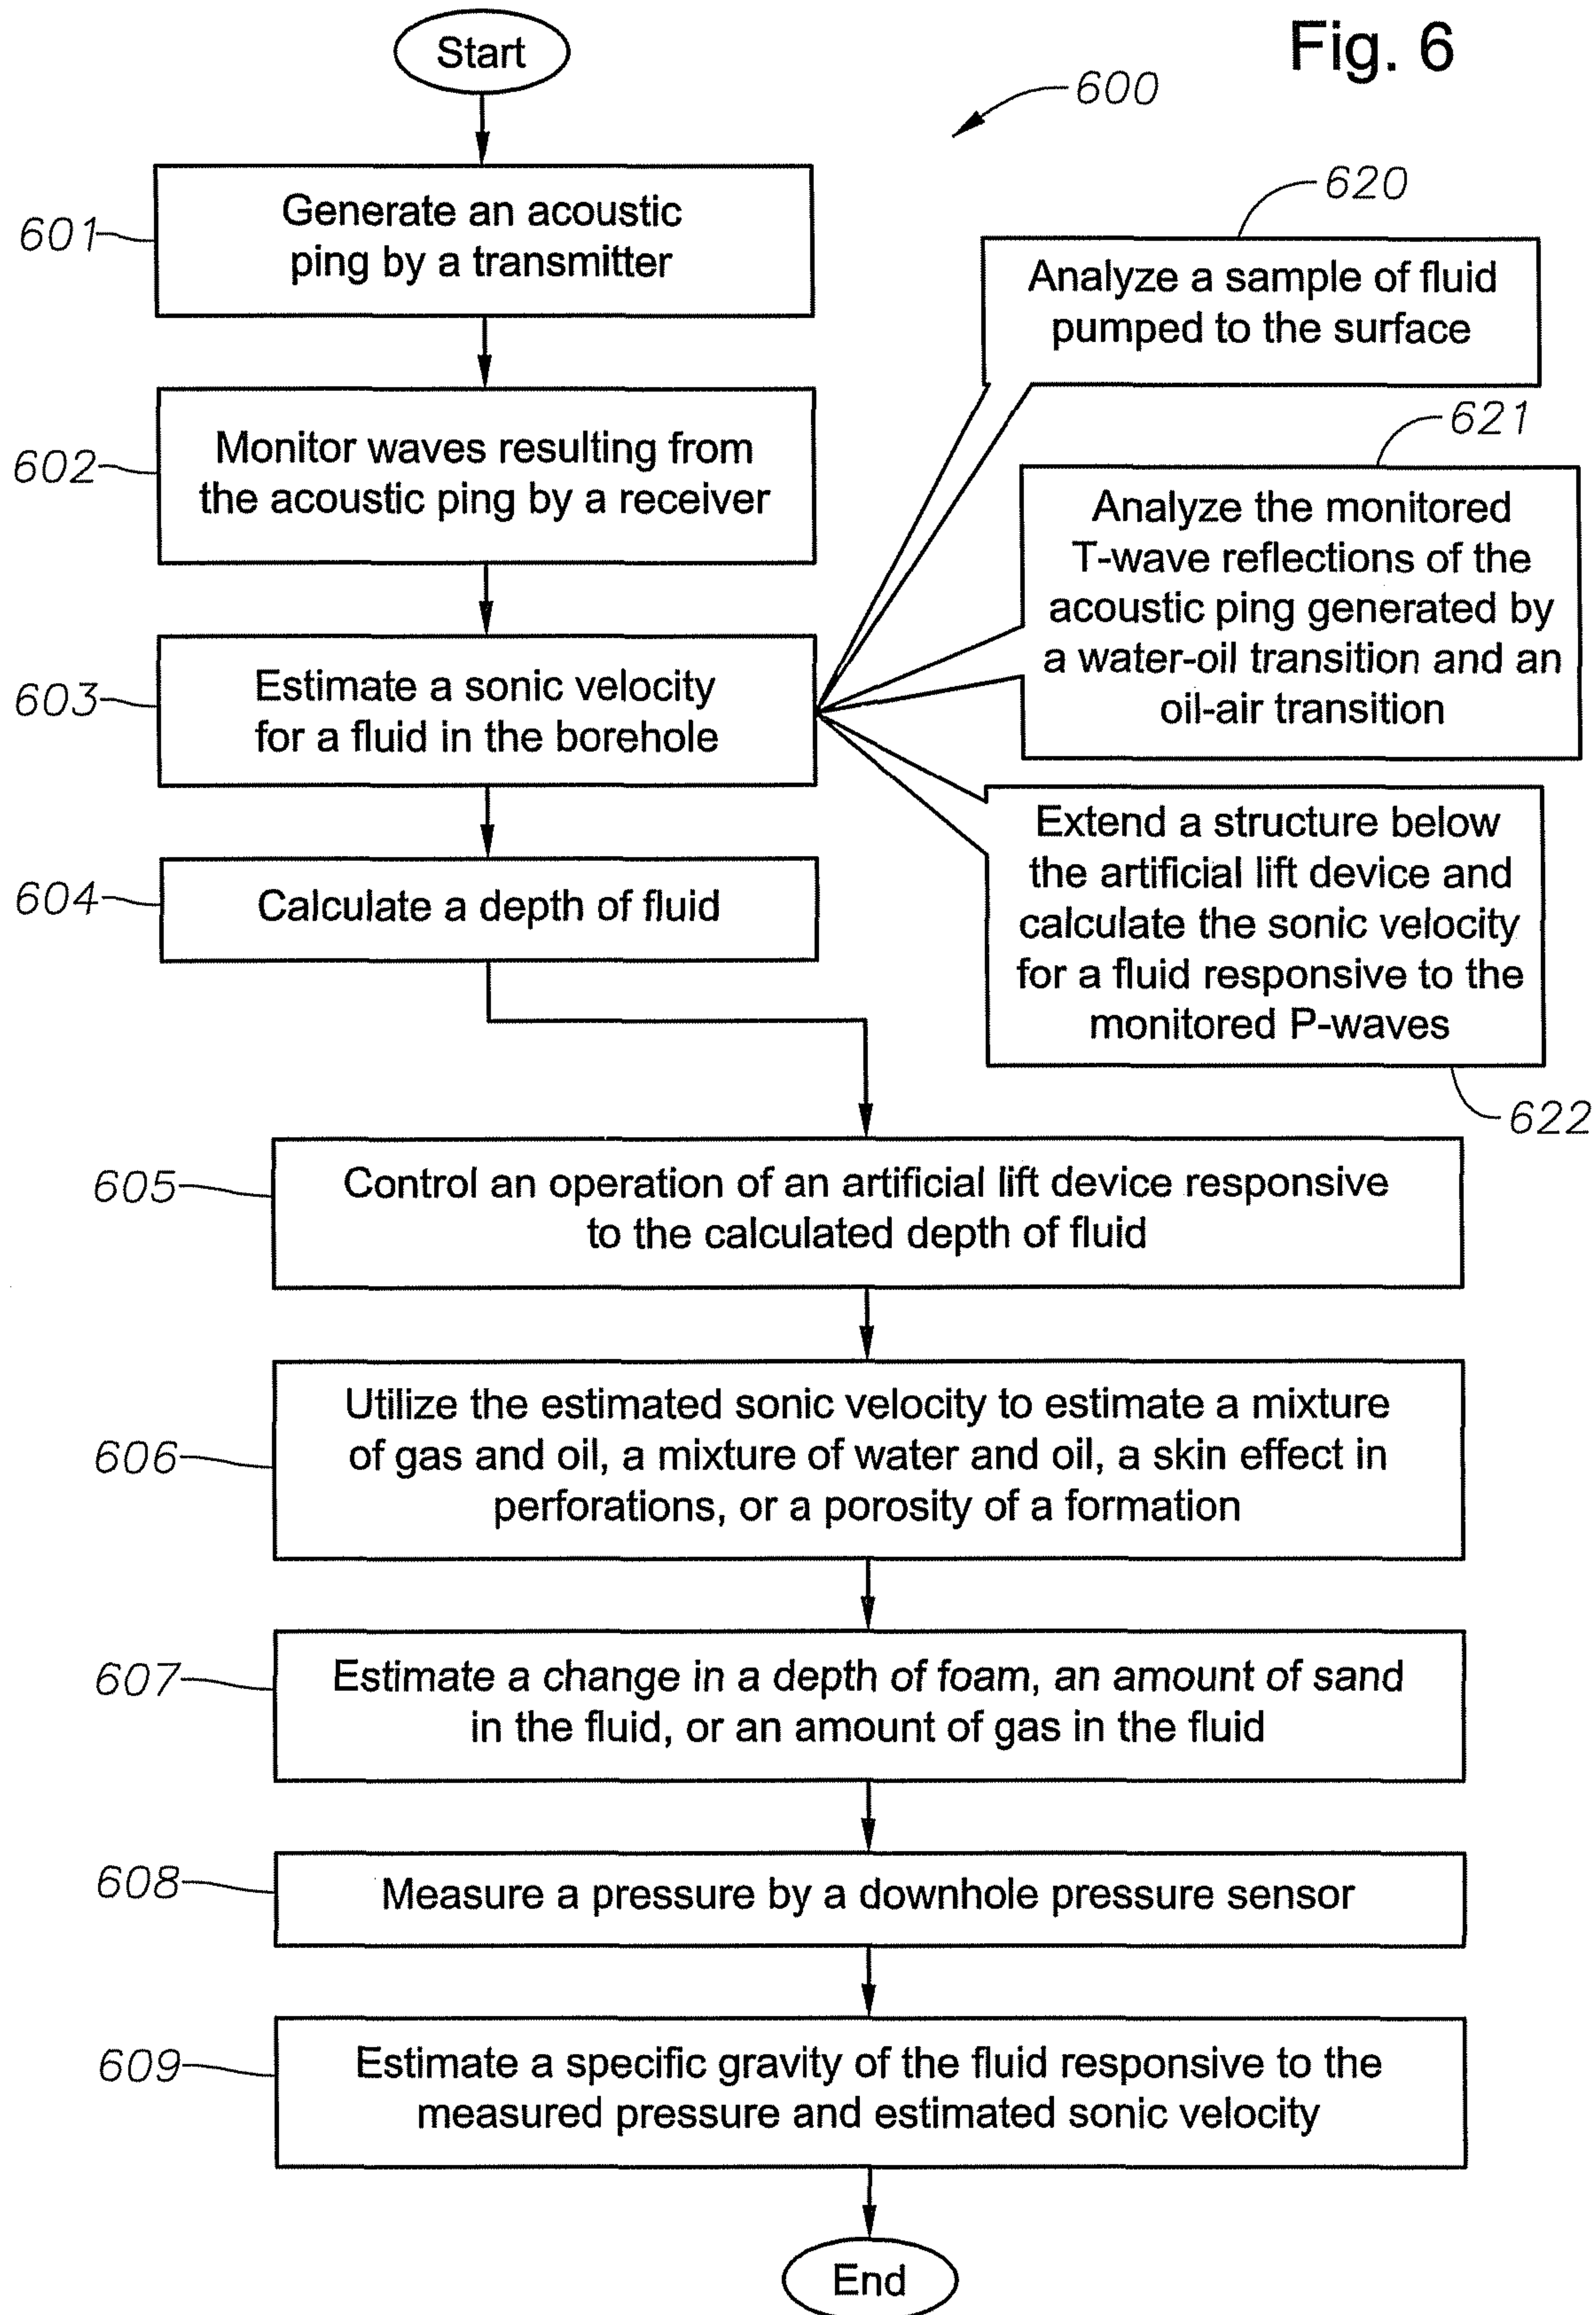 Fig. 6
600
Start
601
Generate an acoustic
ping by a transmitter
602
Monitor waves resulting from
the acoustic ping by a receiver
603
Estimate a sonic velocity
for a fluid in the borehole
620
Analyze a sample of fluid
pumped to the surface
621
Analyze the monitored
T-wave reflections of the
acoustic ping generated by
a water-oil transition and an
oil-air transition
Extend a structure below
the artificial lift device and
calculate the sonic velocity
for a fluid responsive to the
monitored P-waves
622
604
Calculate a depth of fluid
605
Control an operation of an artificial lift device responsive
to the calculated depth of fluid
606
Utilize the estimated sonic velocity to estimate a mixture
of gas and oil, a mixture of water and oil, a skin effect in
perforations, or a porosity of a formation
607
Estimate a change in a depth of foam, an amount of sand
in the fluid, or an amount of gas in the fluid
608
Measure a pressure by a downhole pressure sensor
609
Estimate a specific gravity of the fluid responsive to the
measured pressure and estimated sonic velocity
End